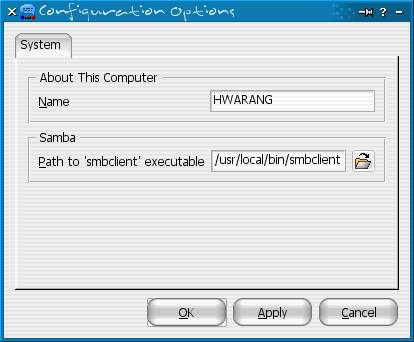 Configuration Options
System
About This Computer
Name HWARANG
Samba
Path to 'smbclient' executable /usr/local/bin/smbclient
OK Apply Cancel